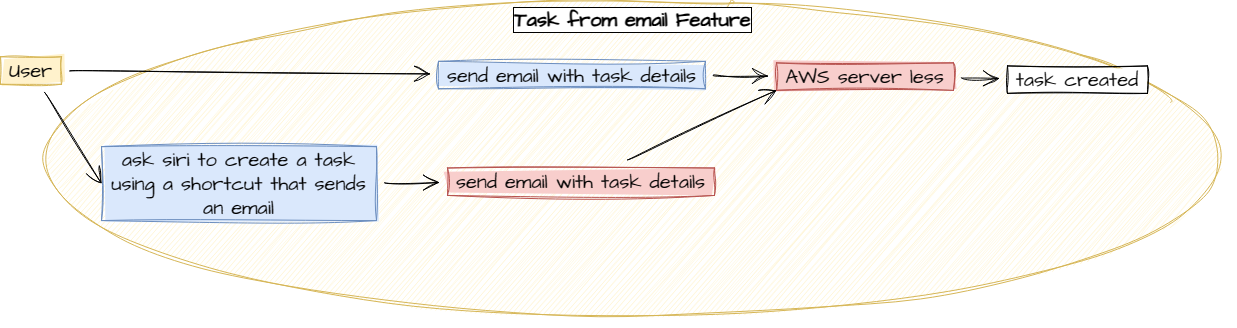 Task from email Feature
User
send email with task details
AWS server less
task created
ask siri to create a task
using a shortcut that sends
an email
send email with task details